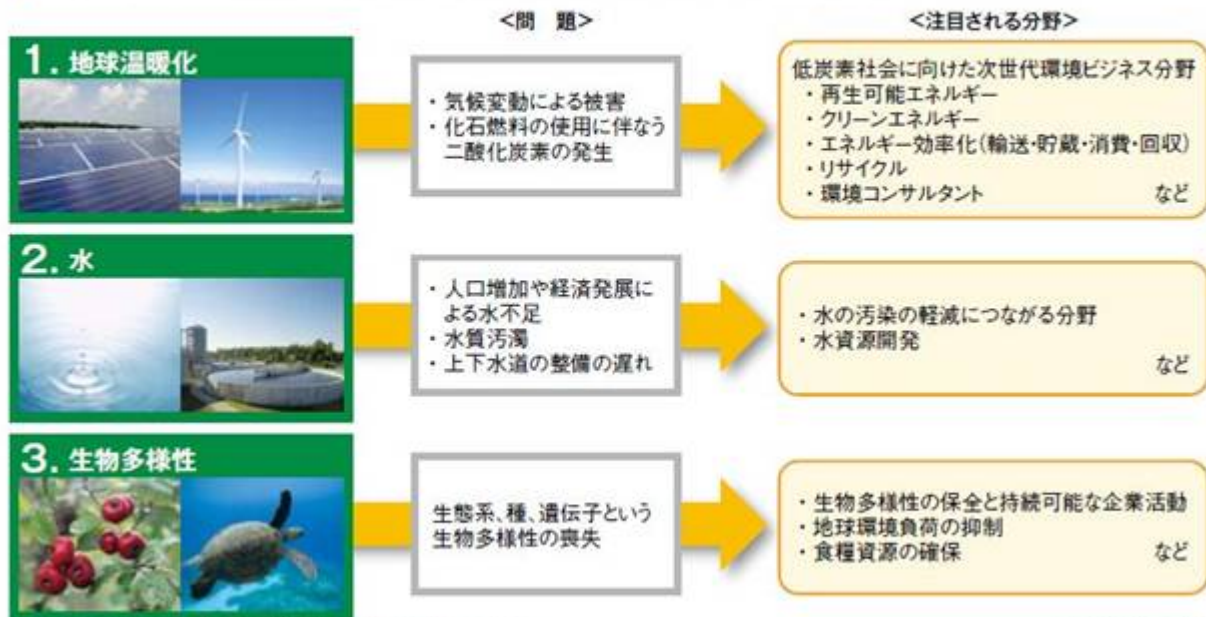 <問　題>
<注目される分野>
1. 地球温暖化
・気候変動による被害
・化石燃料の使用に伴なう
二酸化炭素の発生
低炭素社会に向けた次世代環境ビジネス分野
・再生可能エネルギー
・クリーンエネルギー
・エネルギー効率化(輸送・貯蔵・消費・回収)
・リサイクル
・環境コンサルタント　など
2. 水
・人口増加や経済発展に
よる水不足
・水質汚濁
・上下水道の整備の遅れ
・水の汚染の軽減につながる分野
・水資源開発
など
3. 生物多様性
生態系、種、遺伝子という
生物多様性の喪失
・生物多様性の保全と持続可能な企業活動
・地球環境負荷の抑制
・食糧資源の確保　など